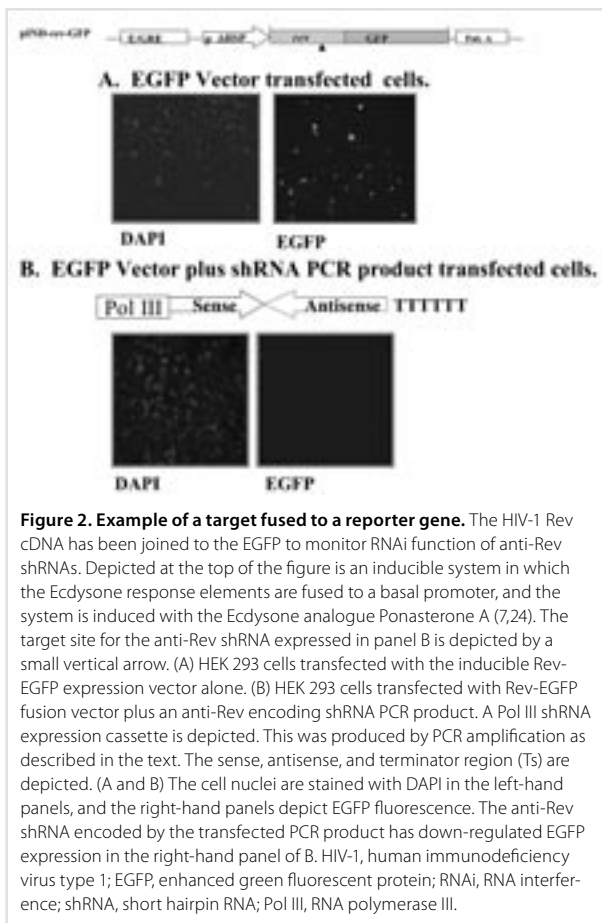 pIND-rev-GFP E/GRE p ΔHSP rev GFP Poly A
A. EGFP Vector transfected cells.
DAPI EGFP
B. EGFP Vector plus shRNA PCR product transfected cells.
Pol III Sense Antisense TTTTTT
DAPI EGFP
Figure 2. Example of a target fused to a reporter gene. The HIV-1 Rev
cDNA has been joined to the EGFP to monitor RNAi function of anti-Rev
shRNAs. Depicted at the top of the figure is an inducible system in which
the Ecdysone response elements are fused to a basal promoter, and the
system is induced with the Ecdysone analogue Ponasterone A (7,24). The
target site for the anti-Rev shRNA expressed in panel B is depicted by a
small vertical arrow. (A) HEK 293 cells transfected with the inducible Rev-
EGFP expression vector alone. (B) HEK 293 cells transfected with Rev-EGFP
fusion vector plus an anti-Rev encoding shRNA PCR product. A Pol III shRNA
expression cassette is depicted. This was produced by PCR amplification as
described in the text. The sense, antisense, and terminator region (Ts) are
depicted. (A and B) The cell nuclei are stained with DAPI in the left-hand
panels, and the right-hand panels depict EGFP fluorescence. The anti-Rev
shRNA encoded by the transfected PCR product has down-regulated EGFP
expression in the right-hand panel of B. HIV-1, human immunodeficiency
virus type 1; EGFP, enhanced green fluorescent protein; RNAi, RNA interfer-
ence; shRNA, short hairpin RNA; Pol III, RNA polymerase III.